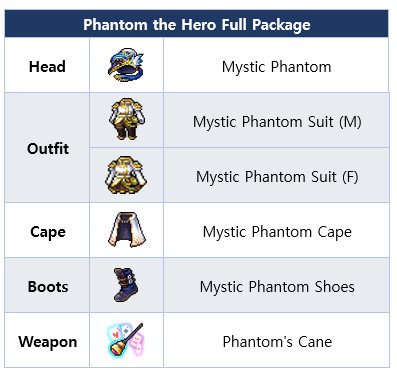 Phantom the Hero Full Package
Head
Mystic Phantom
Outfit
Mystic Phantom Suit (M)
Mystic Phantom Suit (F)
Cape
Mystic Phantom Cape
Boots
Mystic Phantom Shoes
Weapon
Phantom's Cane